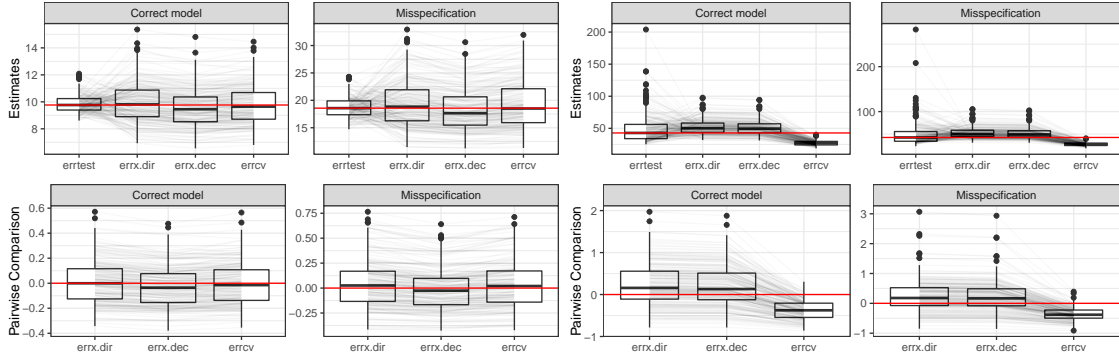 Correct model
Misspecification
Correct model
Misspecification
Estimates
14
12
10
8
30
25
20
15
Estimates
200
150
100
50
200
100
errtest errx.dir errx.dec errcv
errtest errx.dir errx.dec errcv
errtest errx.dir errx.dec errcv
errtest errx.dir errx.dec errcv
Correct model
Misspecification
Correct model
Misspecification
Pairwise Comparison
0.6
0.4
0.2
0.0
−0.2
−0.4
0.75
0.50
0.25
0.00
−0.25
Pairwise Comparison
2
1
0
−1
3
2
1
0
−1
errx.dir errx.dec errcv
errx.dir errx.dec errcv
errx.dir errx.dec errcv
errx.dir errx.dec errcv